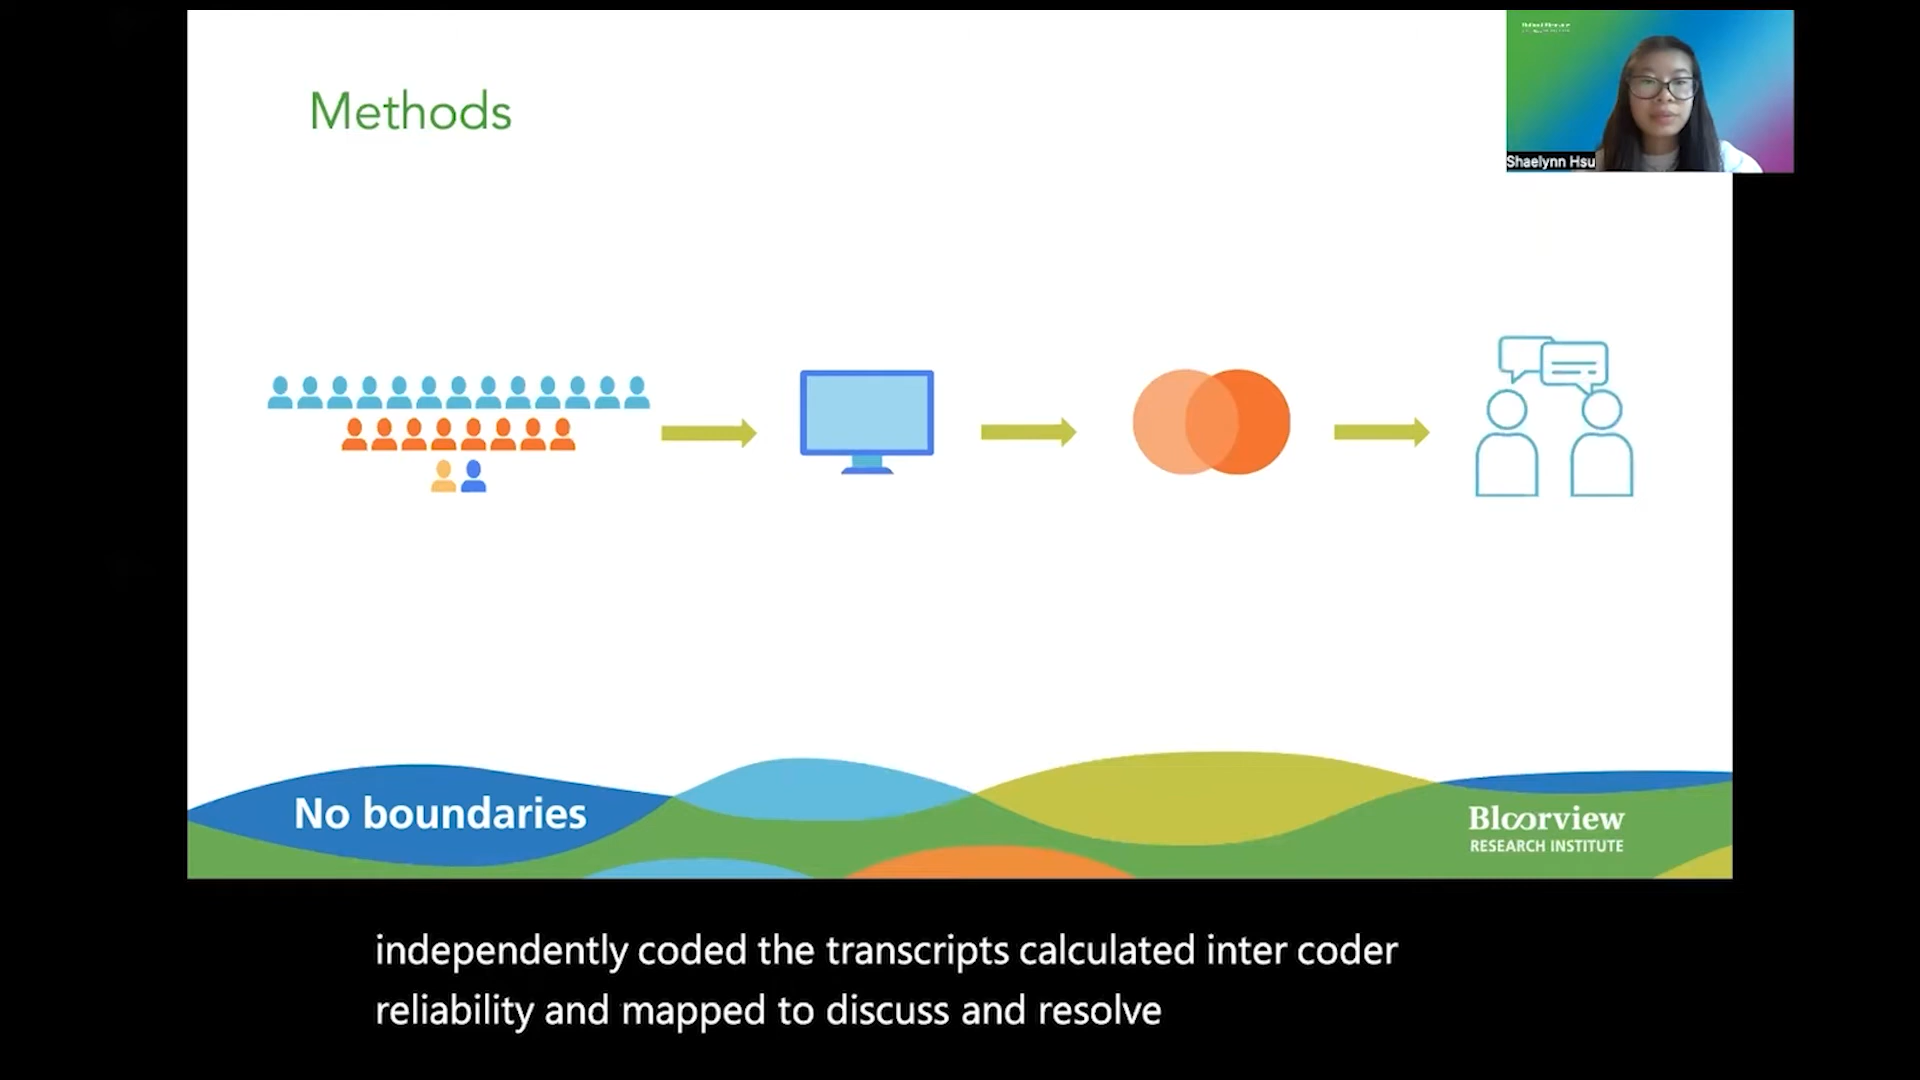 Methods
Shaelynn Hsu
No boundaries
Bloorview
RESEARCH INSTITUTE
independently coded the transcripts calculated inter coder
reliability and mapped to discuss and resolve